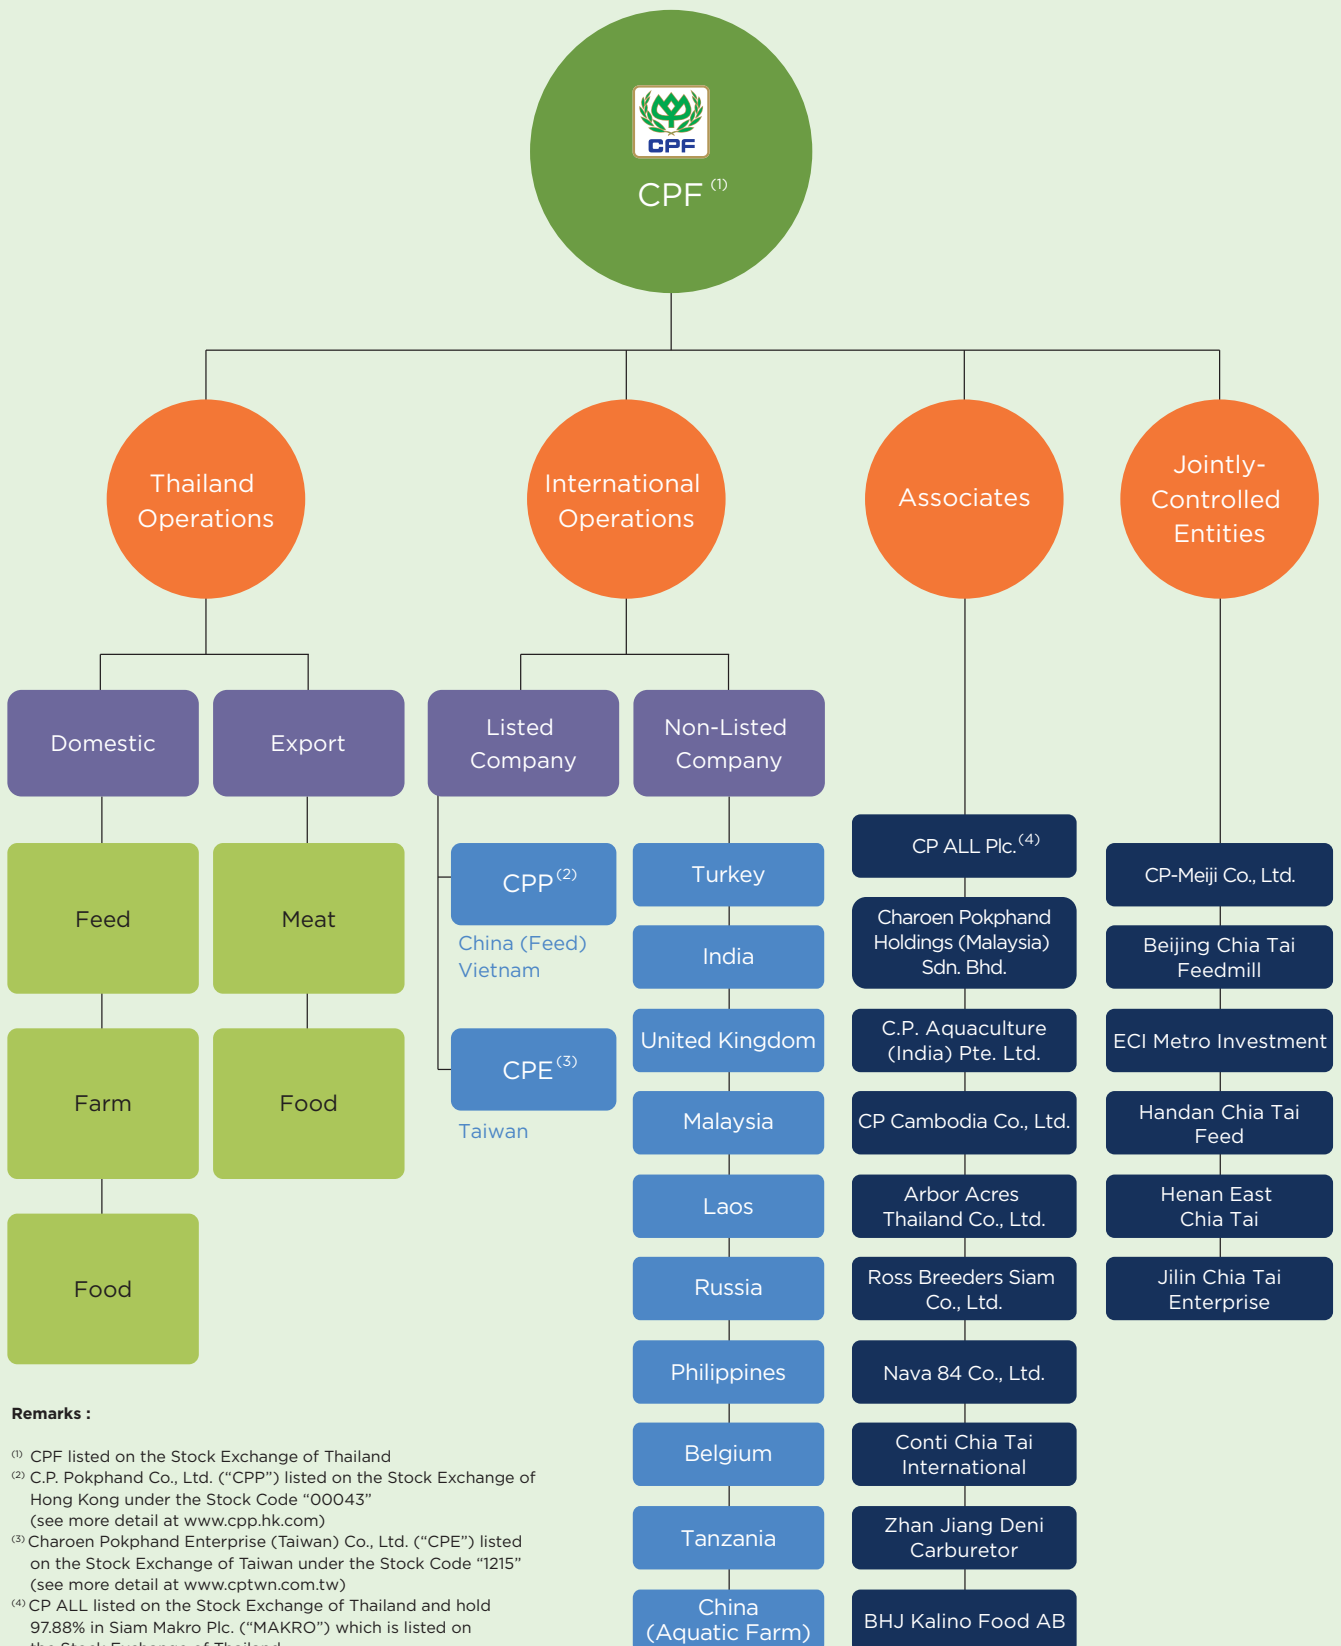 CPF
CPF (1)
Thailand
Operations
International
Operations
Associates
Jointly-
Controlled
Entities
Domestic
Export
Listed
Company
Non-Listed
Company
Feed
Farm
Food
Meat
Food
CPP(2)
China (Feed)
Vietnam
CPE(3)
Taiwan
Turkey
India
United Kingdom
Malaysia
Laos
Russia
Philippines
Belgium
Tanzania
China
(Aquatic Farm)
CP ALL Plc.(4)
Charoen Pokphand
Holdings (Malaysia)
Sdn. Bhd.
C.P. Aquaculture
(India) Pte. Ltd.
CP Cambodia Co., Ltd.
Arbor Acres
Thailand Co., Ltd.
Ross Breeders Siam
Co., Ltd.
Nava 84 Co., Ltd.
Conti Chia Tai
International
Zhan Jiang Deni
Carburetor
BHJ Kalino Food AB
CP-Meiji Co., Ltd.
Beijing Chia Tai
Feedmill
ECI Metro Investment
Handan Chia Tai
Feed
Henan East
Chia Tai
Jilin Chia Tai
Enterprise
Remarks :
(1) CPF listed on the Stock Exchange of Thailand
(2) C.P. Pokphand Co., Ltd. (“CPP”) listed on the Stock Exchange of
Hong Kong under the Stock Code “00043”
(see more detail at www.cpp.hk.com)
(3) Charoen Pokphand Enterprise (Taiwan) Co., Ltd. (“CPE”) listed
on the Stock Exchange of Taiwan under the Stock Code “1215”
(see more detail at www.cptwn.com.tw)
(4) CP ALL listed on the Stock Exchange of Thailand and hold
97.88% in Siam Makro Plc. (“MAKRO”) which is listed on
the Stock Exchange of Thailand